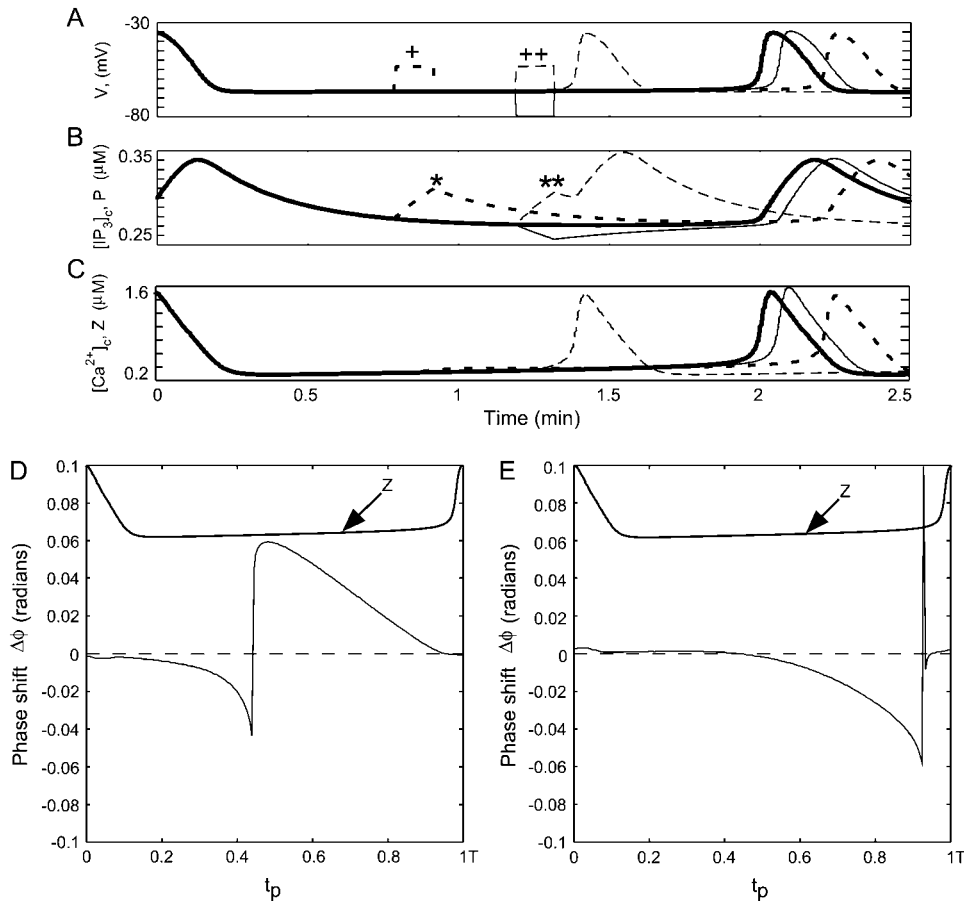 A
-30
V, (mV)
-80
+
++
B
0.35
[IP3]c, P (μM)
0.25
*
**
C
1.6
[Ca2+]c, Z (μM)
0.2
0 0.5 1 1.5 2 2.5
Time (min)
D
0.1
0.08
0.06
0.04
0.02
0
-0.02
-0.04
-0.06
-0.08
-0.1
Phase shift Δϕ (radians)
Z
0 0.2 0.4 0.6 0.8 1T
tp
E
0.1
0.08
0.06
0.04
0.02
0
-0.02
-0.04
-0.06
-0.08
-0.1
Phase shift Δϕ (radians)
Z
0 0.2 0.4 0.6 0.8 1T
tp